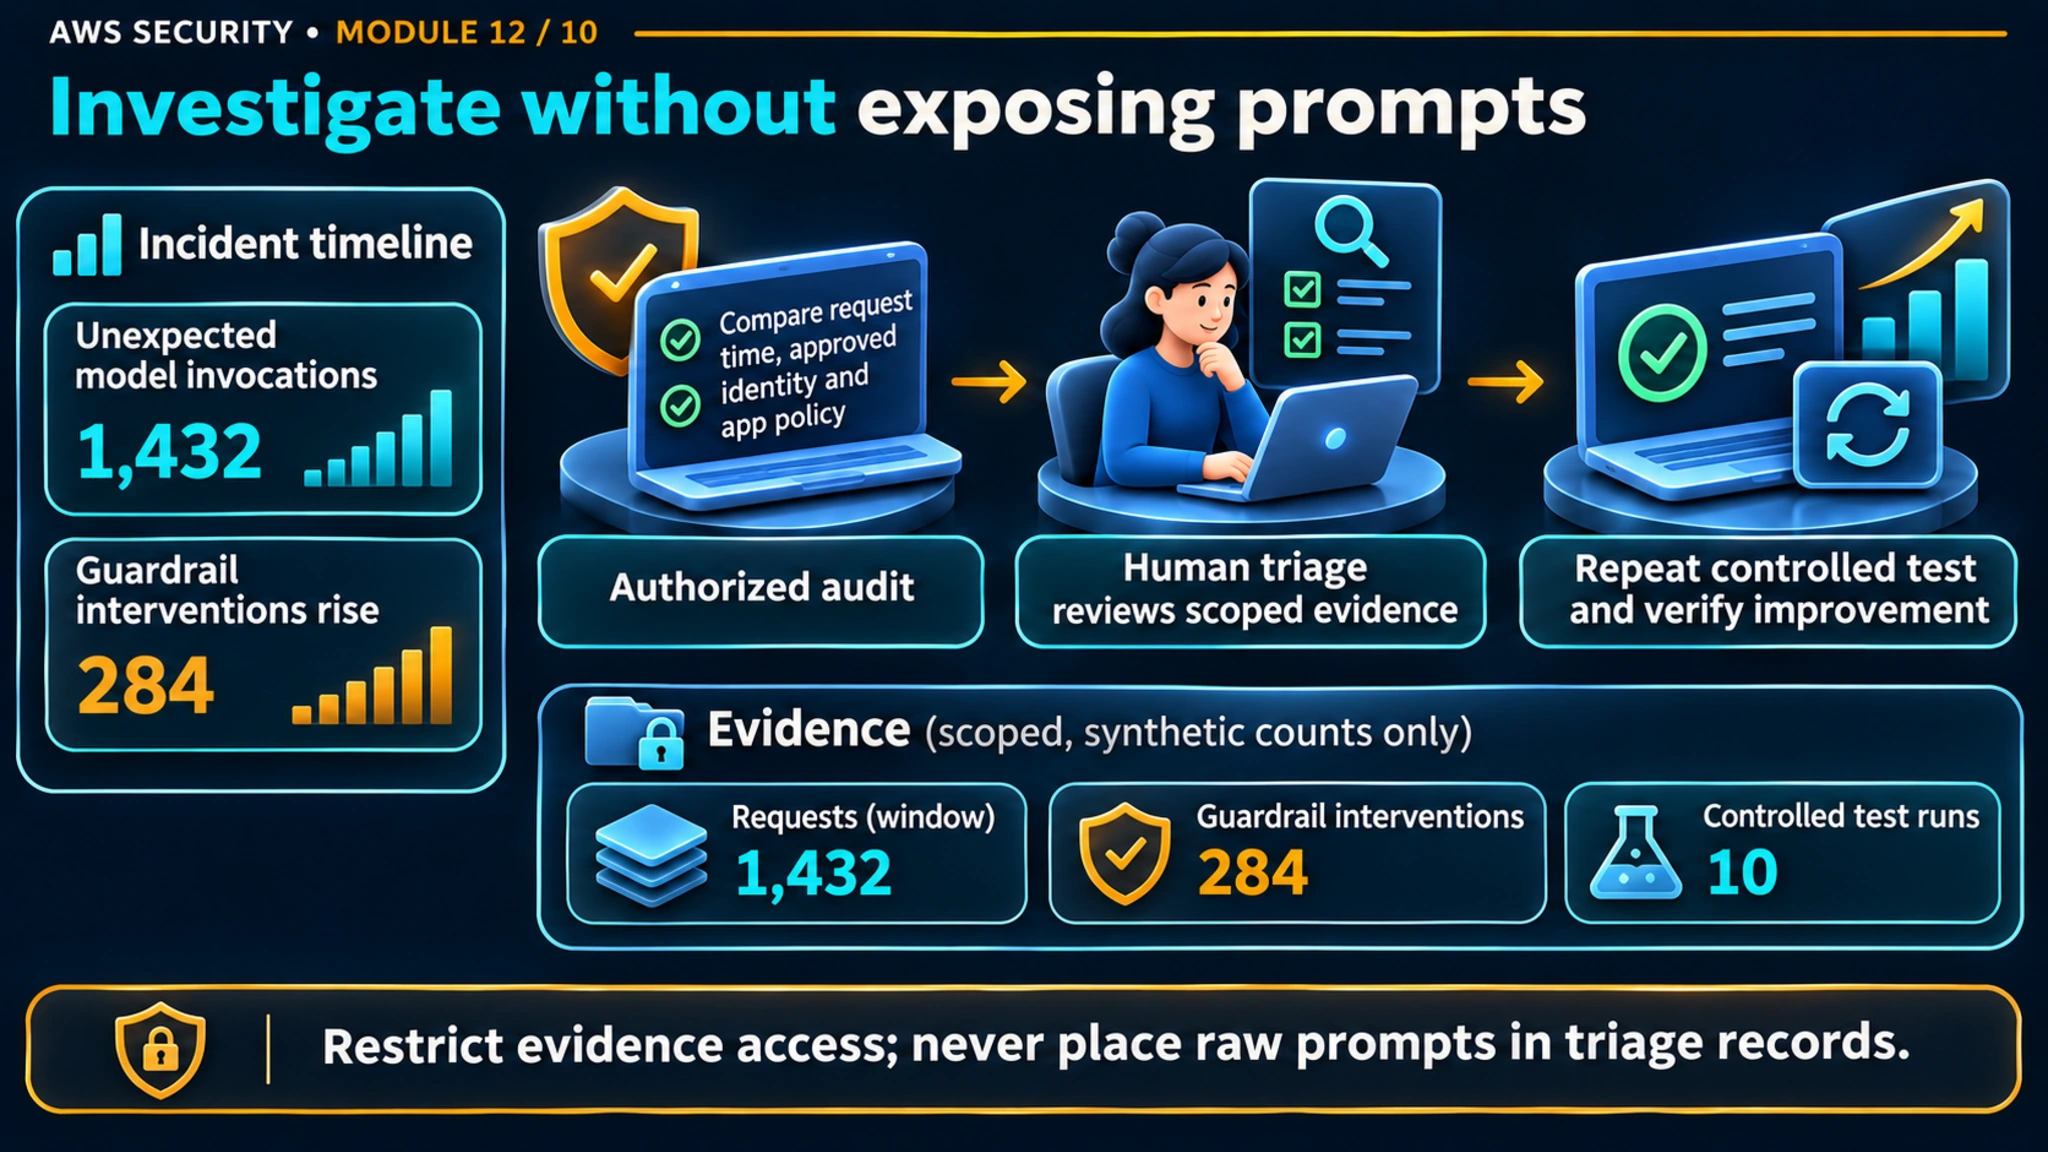 AWS SECURITY • MODULE 12 / 10
Investigate without exposing prompts
Incident timeline
Unexpected
model invocations
1,432
Guardrail
interventions rise
284
Compare request
time, approved
identity and
app policy
Authorized audit
Human triage
reviews scoped evidence
Repeat controlled test
and verify improvement
Evidence (scoped, synthetic counts only)
Requests (window)
1,432
Guardrail interventions
284
Controlled test runs
10
Restrict evidence access; never place raw prompts in triage records.